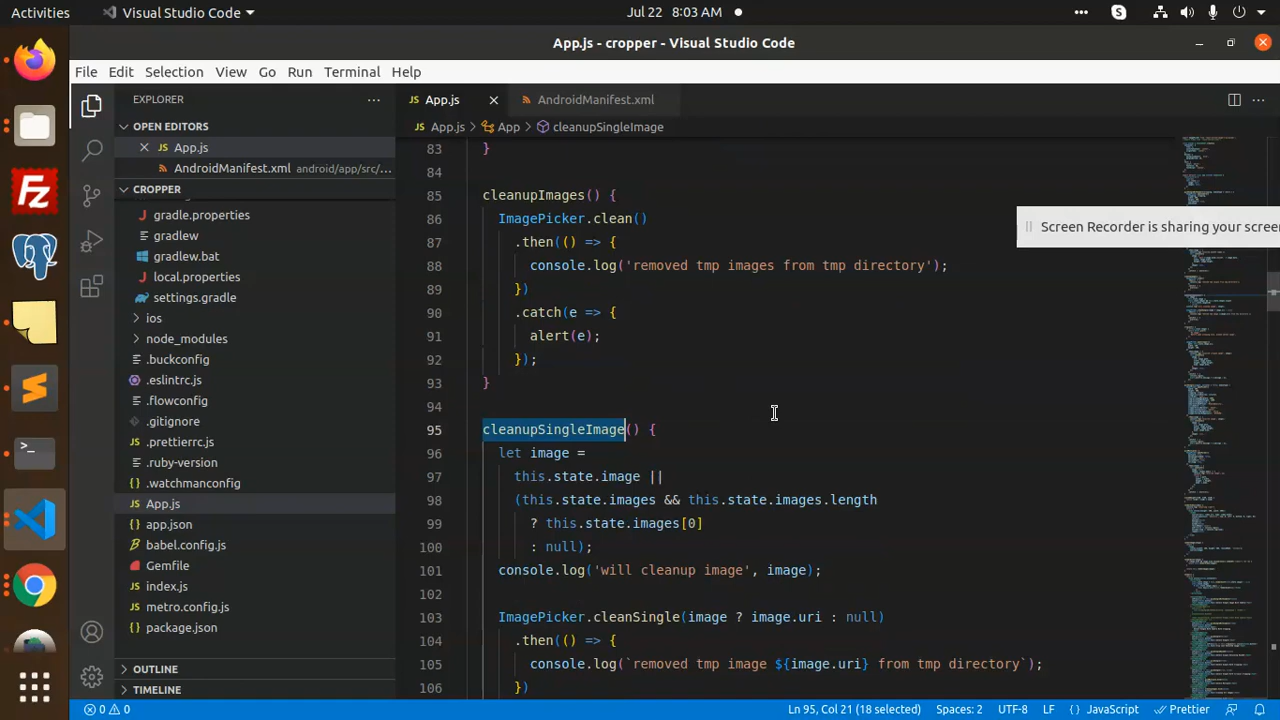 Activities
Visual Studio Code
Jul 22 8:03 AM
App.js - cropper - Visual Studio Code
File Edit Selection View Go Run Terminal Help
EXPLORER
App.js
AndroidManifest.xml
OPEN EDITORS
App.js > App > cleanupSingleImage
App.js
AndroidManifest.xml android/app/src/...
CROPPER
gradle.properties
gradlew
gradlew.bat
local.properties
settings.gradle
ios
node_modules
.buckconfig
.eslintrc.js
.flowconfig
.gitignore
.prettierrc.js
.ruby-version
.watchmanconfig
App.js
app.json
babel.config.js
Gemfile
index.js
metro.config.js
package.json
OUTLINE
TIMELINE
83 }
84
85 cleanupImages() {
86 ImagePicker.clean()
87 .then(() => {
88 console.log('removed tmp images from tmp directory');
89 })
90 .catch(e => {
91 alert(e);
92 });
93 }
94
95 cleanupSingleImage() {
96 let image =
97 this.state.image ||
98 (this.state.images && this.state.images.length
99 ? this.state.images[0]
100 : null);
101 console.log('will cleanup image', image);
102
103 ImagePicker.cleanSingle(image ? image.uri : null)
104 .then(() => {
105 console.log(`removed tmp image ${image.uri} from tmp directory`);
106 })
Screen Recorder is sharing your screen
0 0
Ln 95, Col 21 (18 selected)
Spaces: 2
UTF-8
LF
{ } JavaScript
Prettier